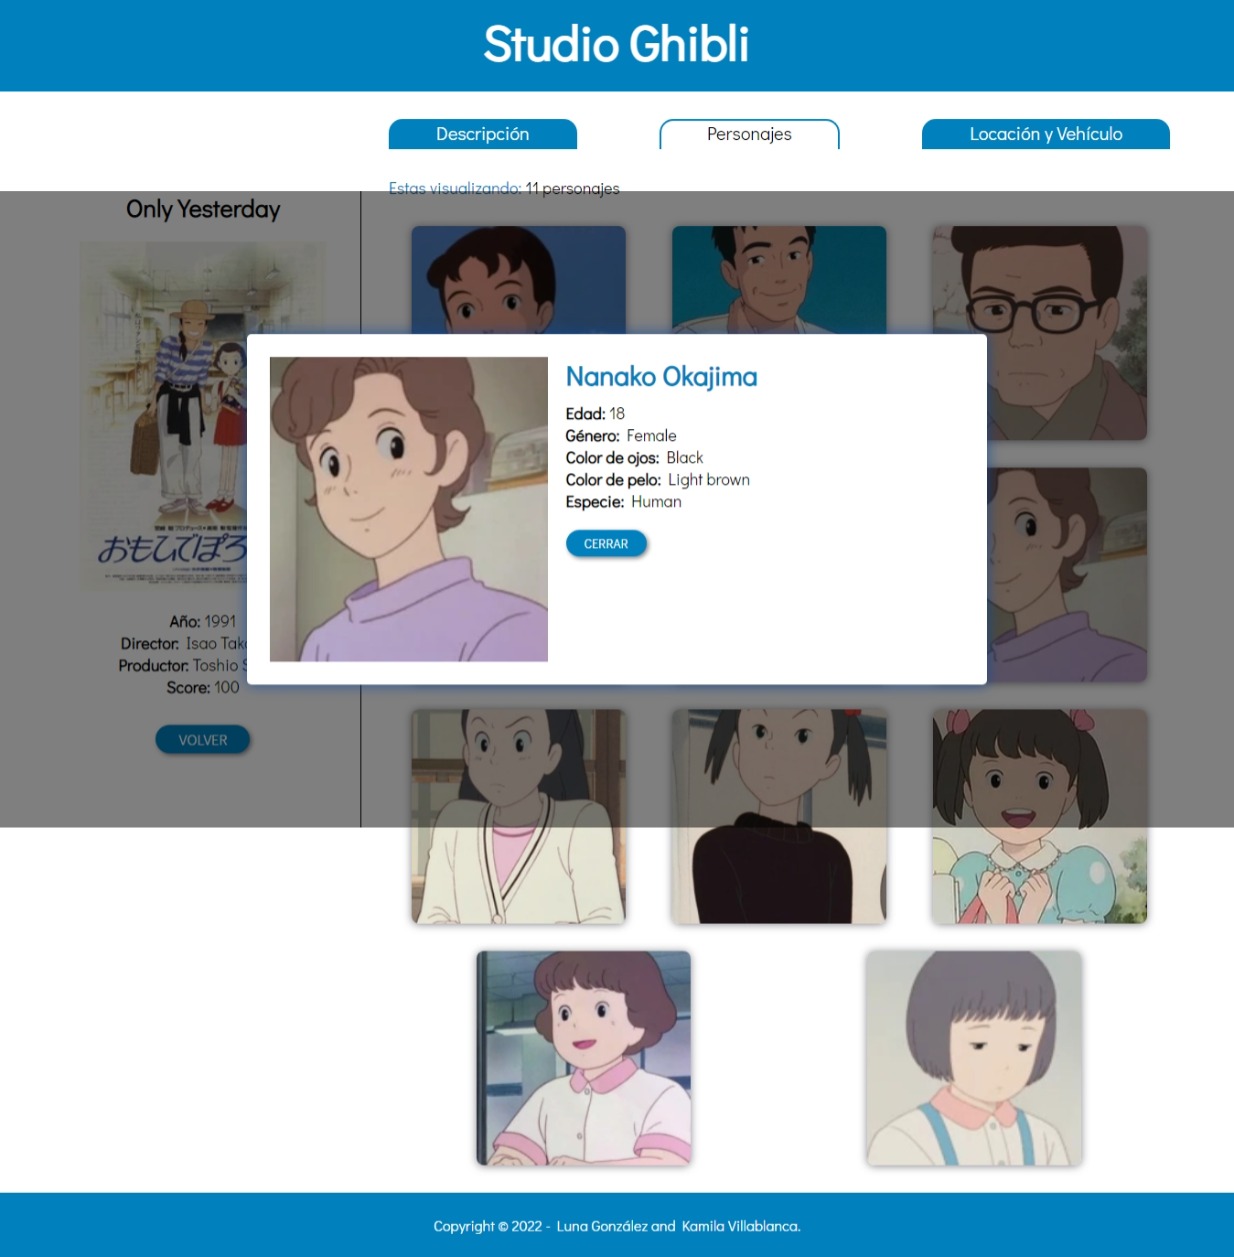 Studio Ghibli
Descripción
Personajes
Locación y Vehículo
Estas visualizando: 11 personajes
Only Yesterday
おもひでぽろ
Año: 1991
Director: Isao Tak
Productor: Toshio S
Score: 100
VOLVER
Nanako Okajima
Edad: 18
Género: Female
Color de ojos: Black
Color de pelo: Light brown
Especie: Human
CERRAR
Copyright © 2022 - Luna González and Kamila Villablanca.